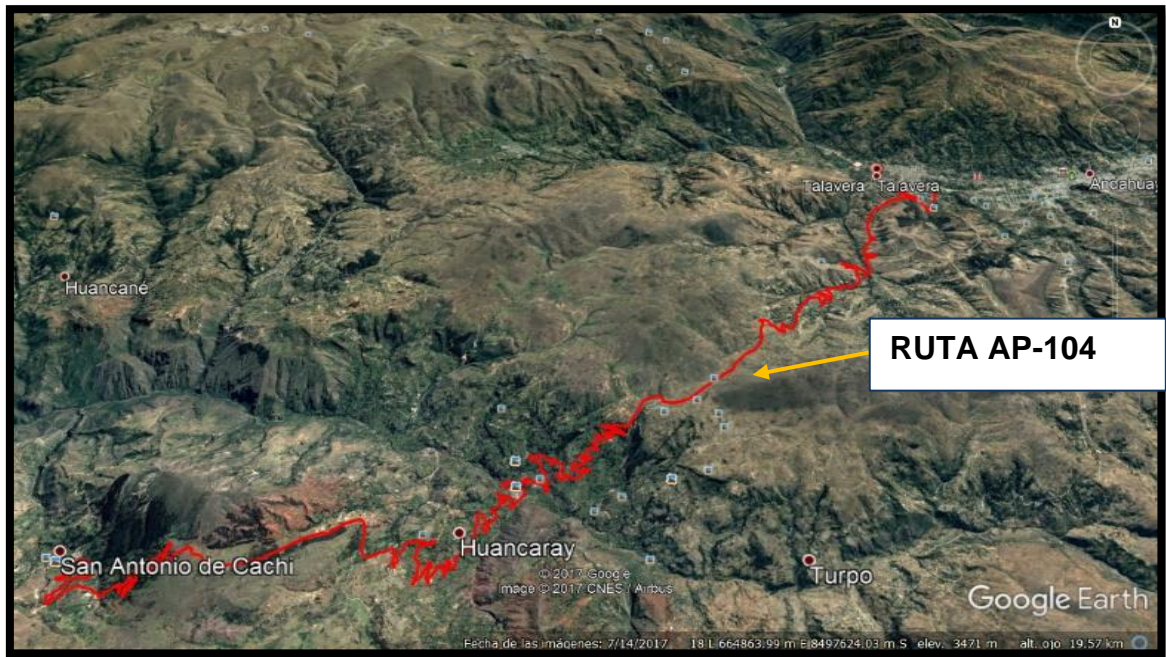 N
Talavera Talavera
Ancahua
Huancané
RUTA AP-104
San Antonio de Cachi
Huancaray
Turpo
© 2017 Google
Image © 2017 CNES / Airbus
Google Earth
Fecha de las imágenes: 7/14/2017 18 L 664863.99 m E 8497624.03 m S elev. 3471 m alt. ojo 19.57 km